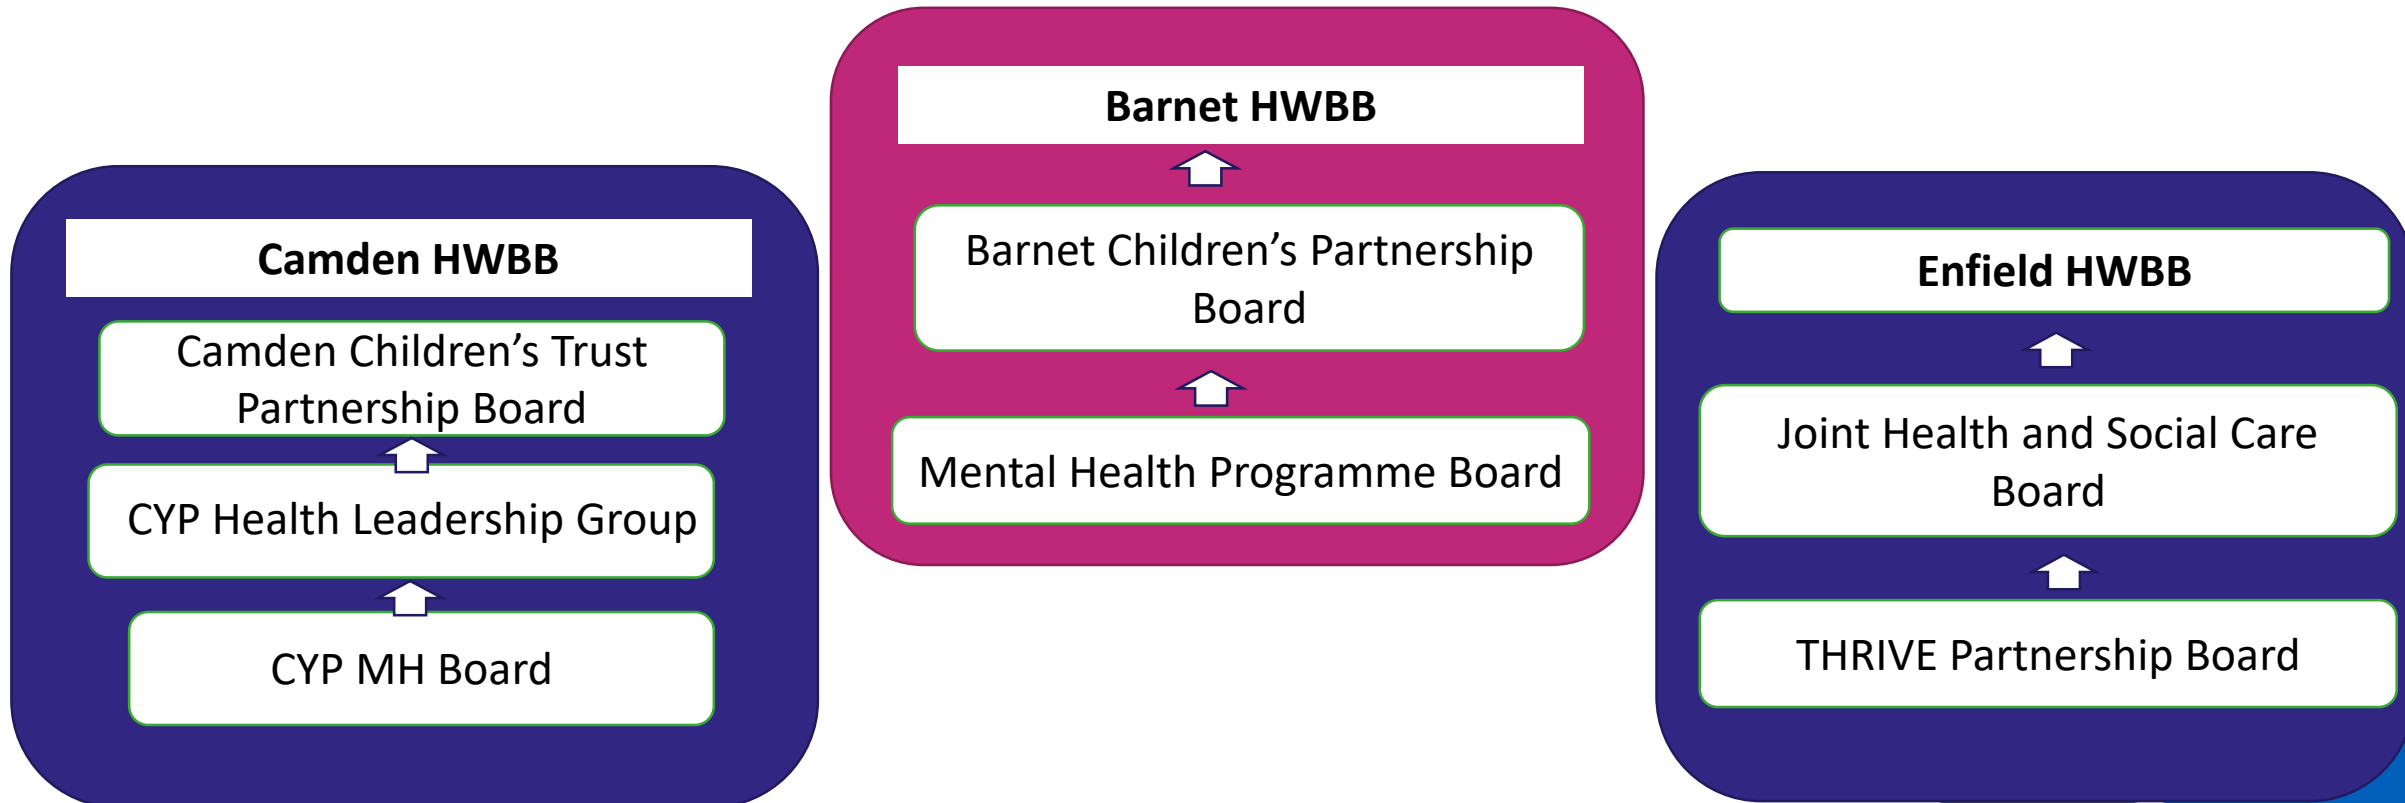 Camden HWBB
Camden Children’s Trust
Partnership Board
CYP Health Leadership Group
CYP MH Board
Barnet HWBB
Barnet Children’s Partnership
Board
Mental Health Programme Board
Enfield HWBB
Joint Health and Social Care
Board
THRIVE Partnership Board